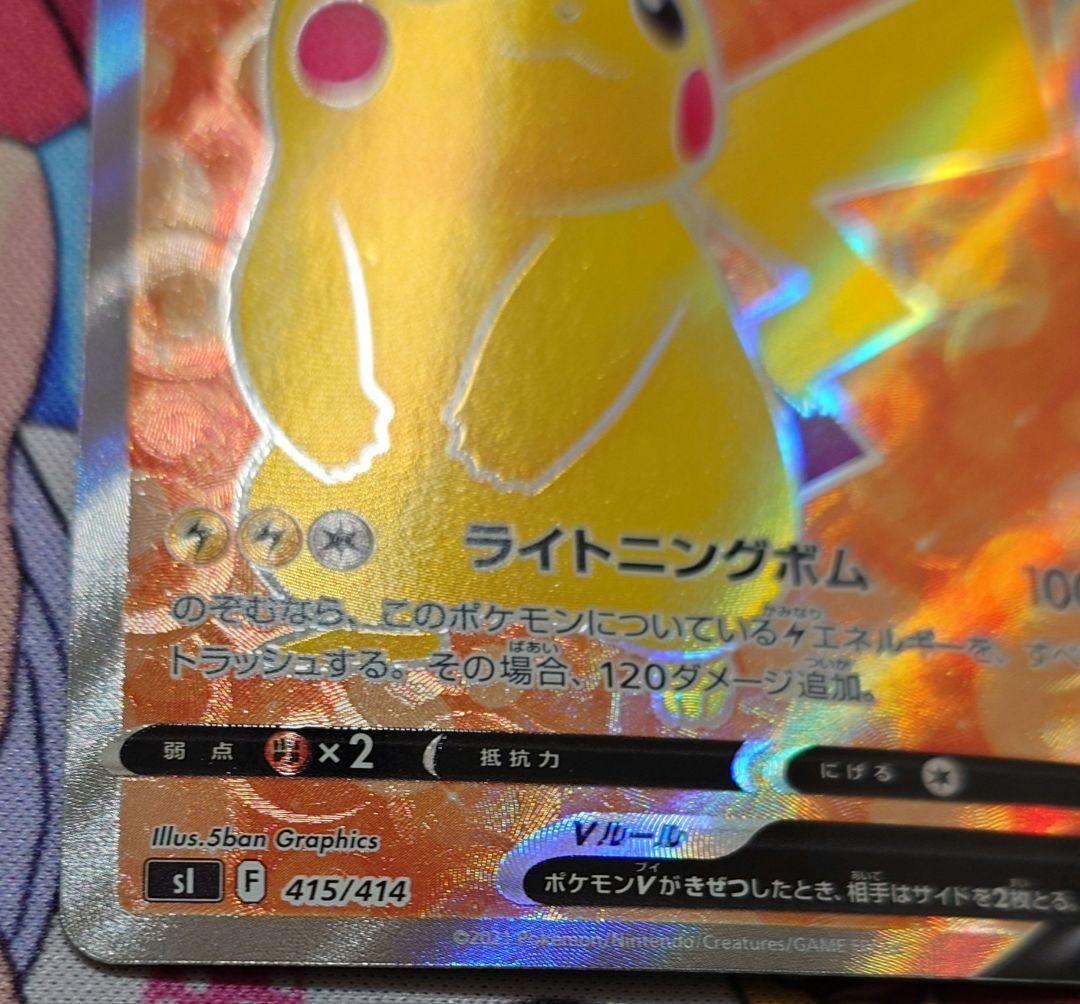 ライトニングボム
のぞむなら、このポケモンについているエネルギーを、すべ
トラッシュする。その場合、120ダメージ追加。
弱点 ×2 抵抗力 にげる
Illus.5ban Graphics
Vルール
sI F 415/414
ポケモンVがきぜつしたとき、相手はサイドを2枚とる。
©2021 Pokémon/Nintendo/Creatures/GAME